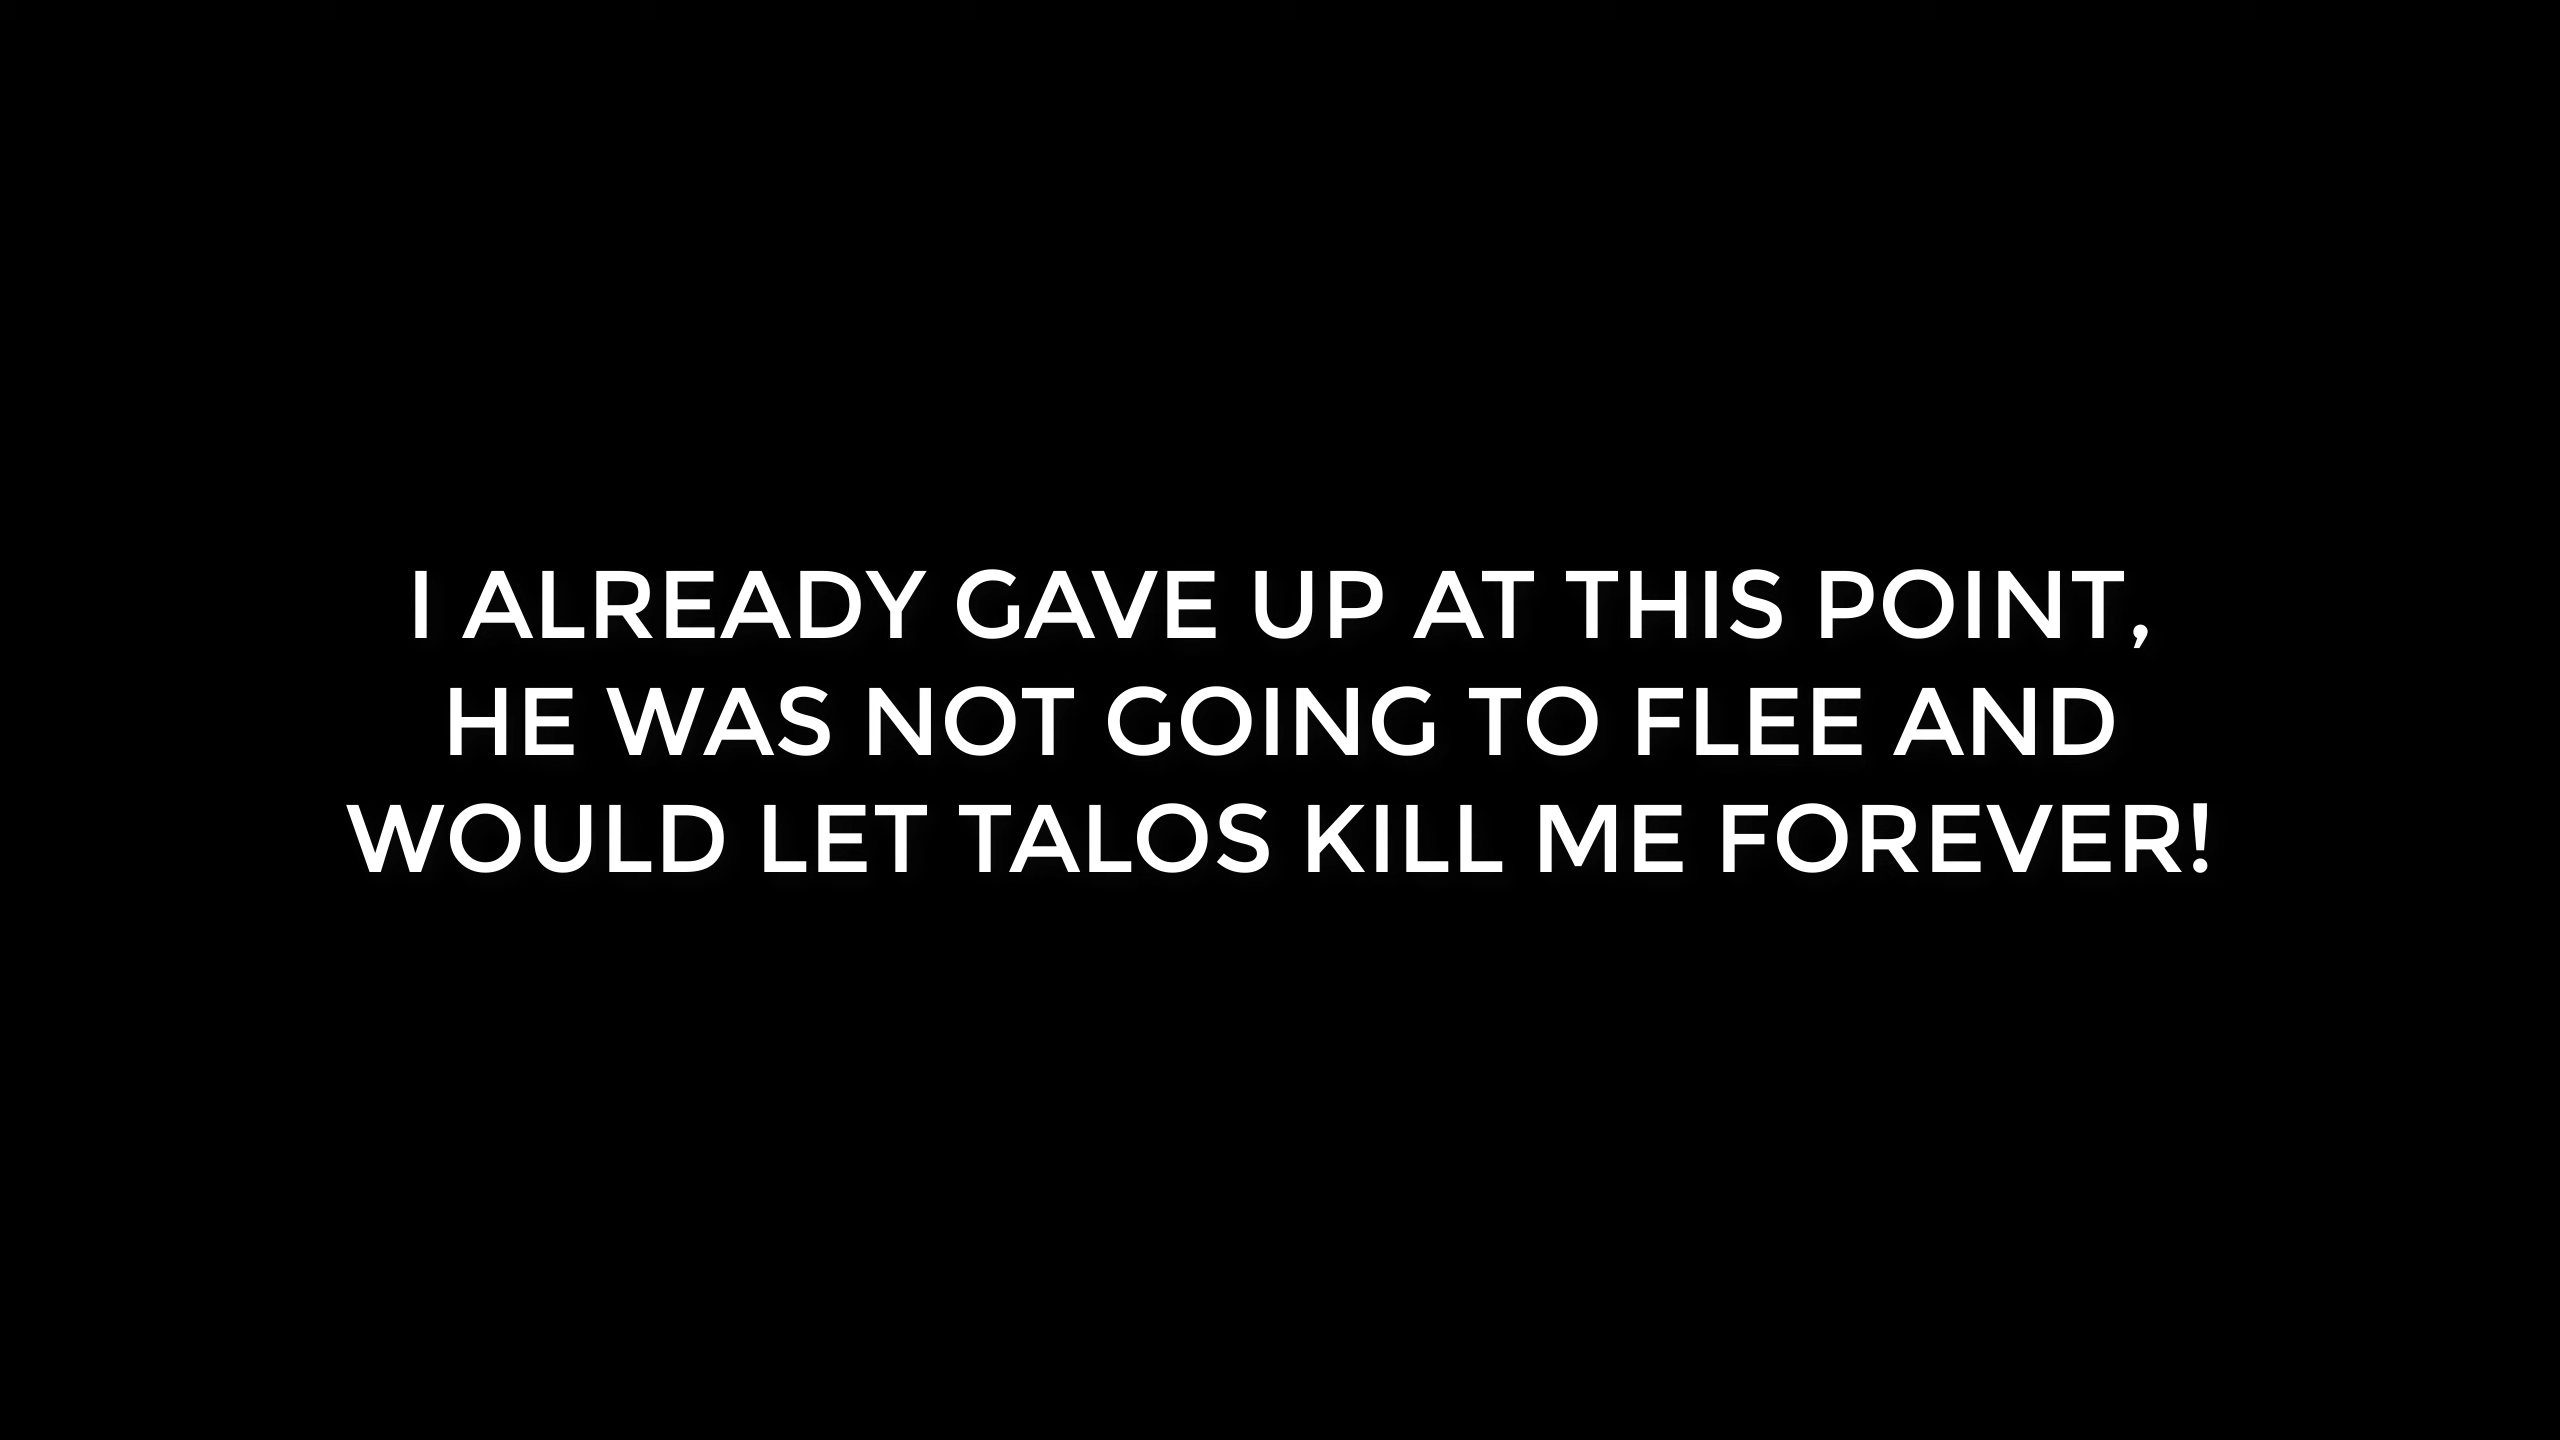 I ALREADY GAVE UP AT THIS POINT,
HE WAS NOT GOING TO FLEE AND
WOULD LET TALOS KILL ME FOREVER!